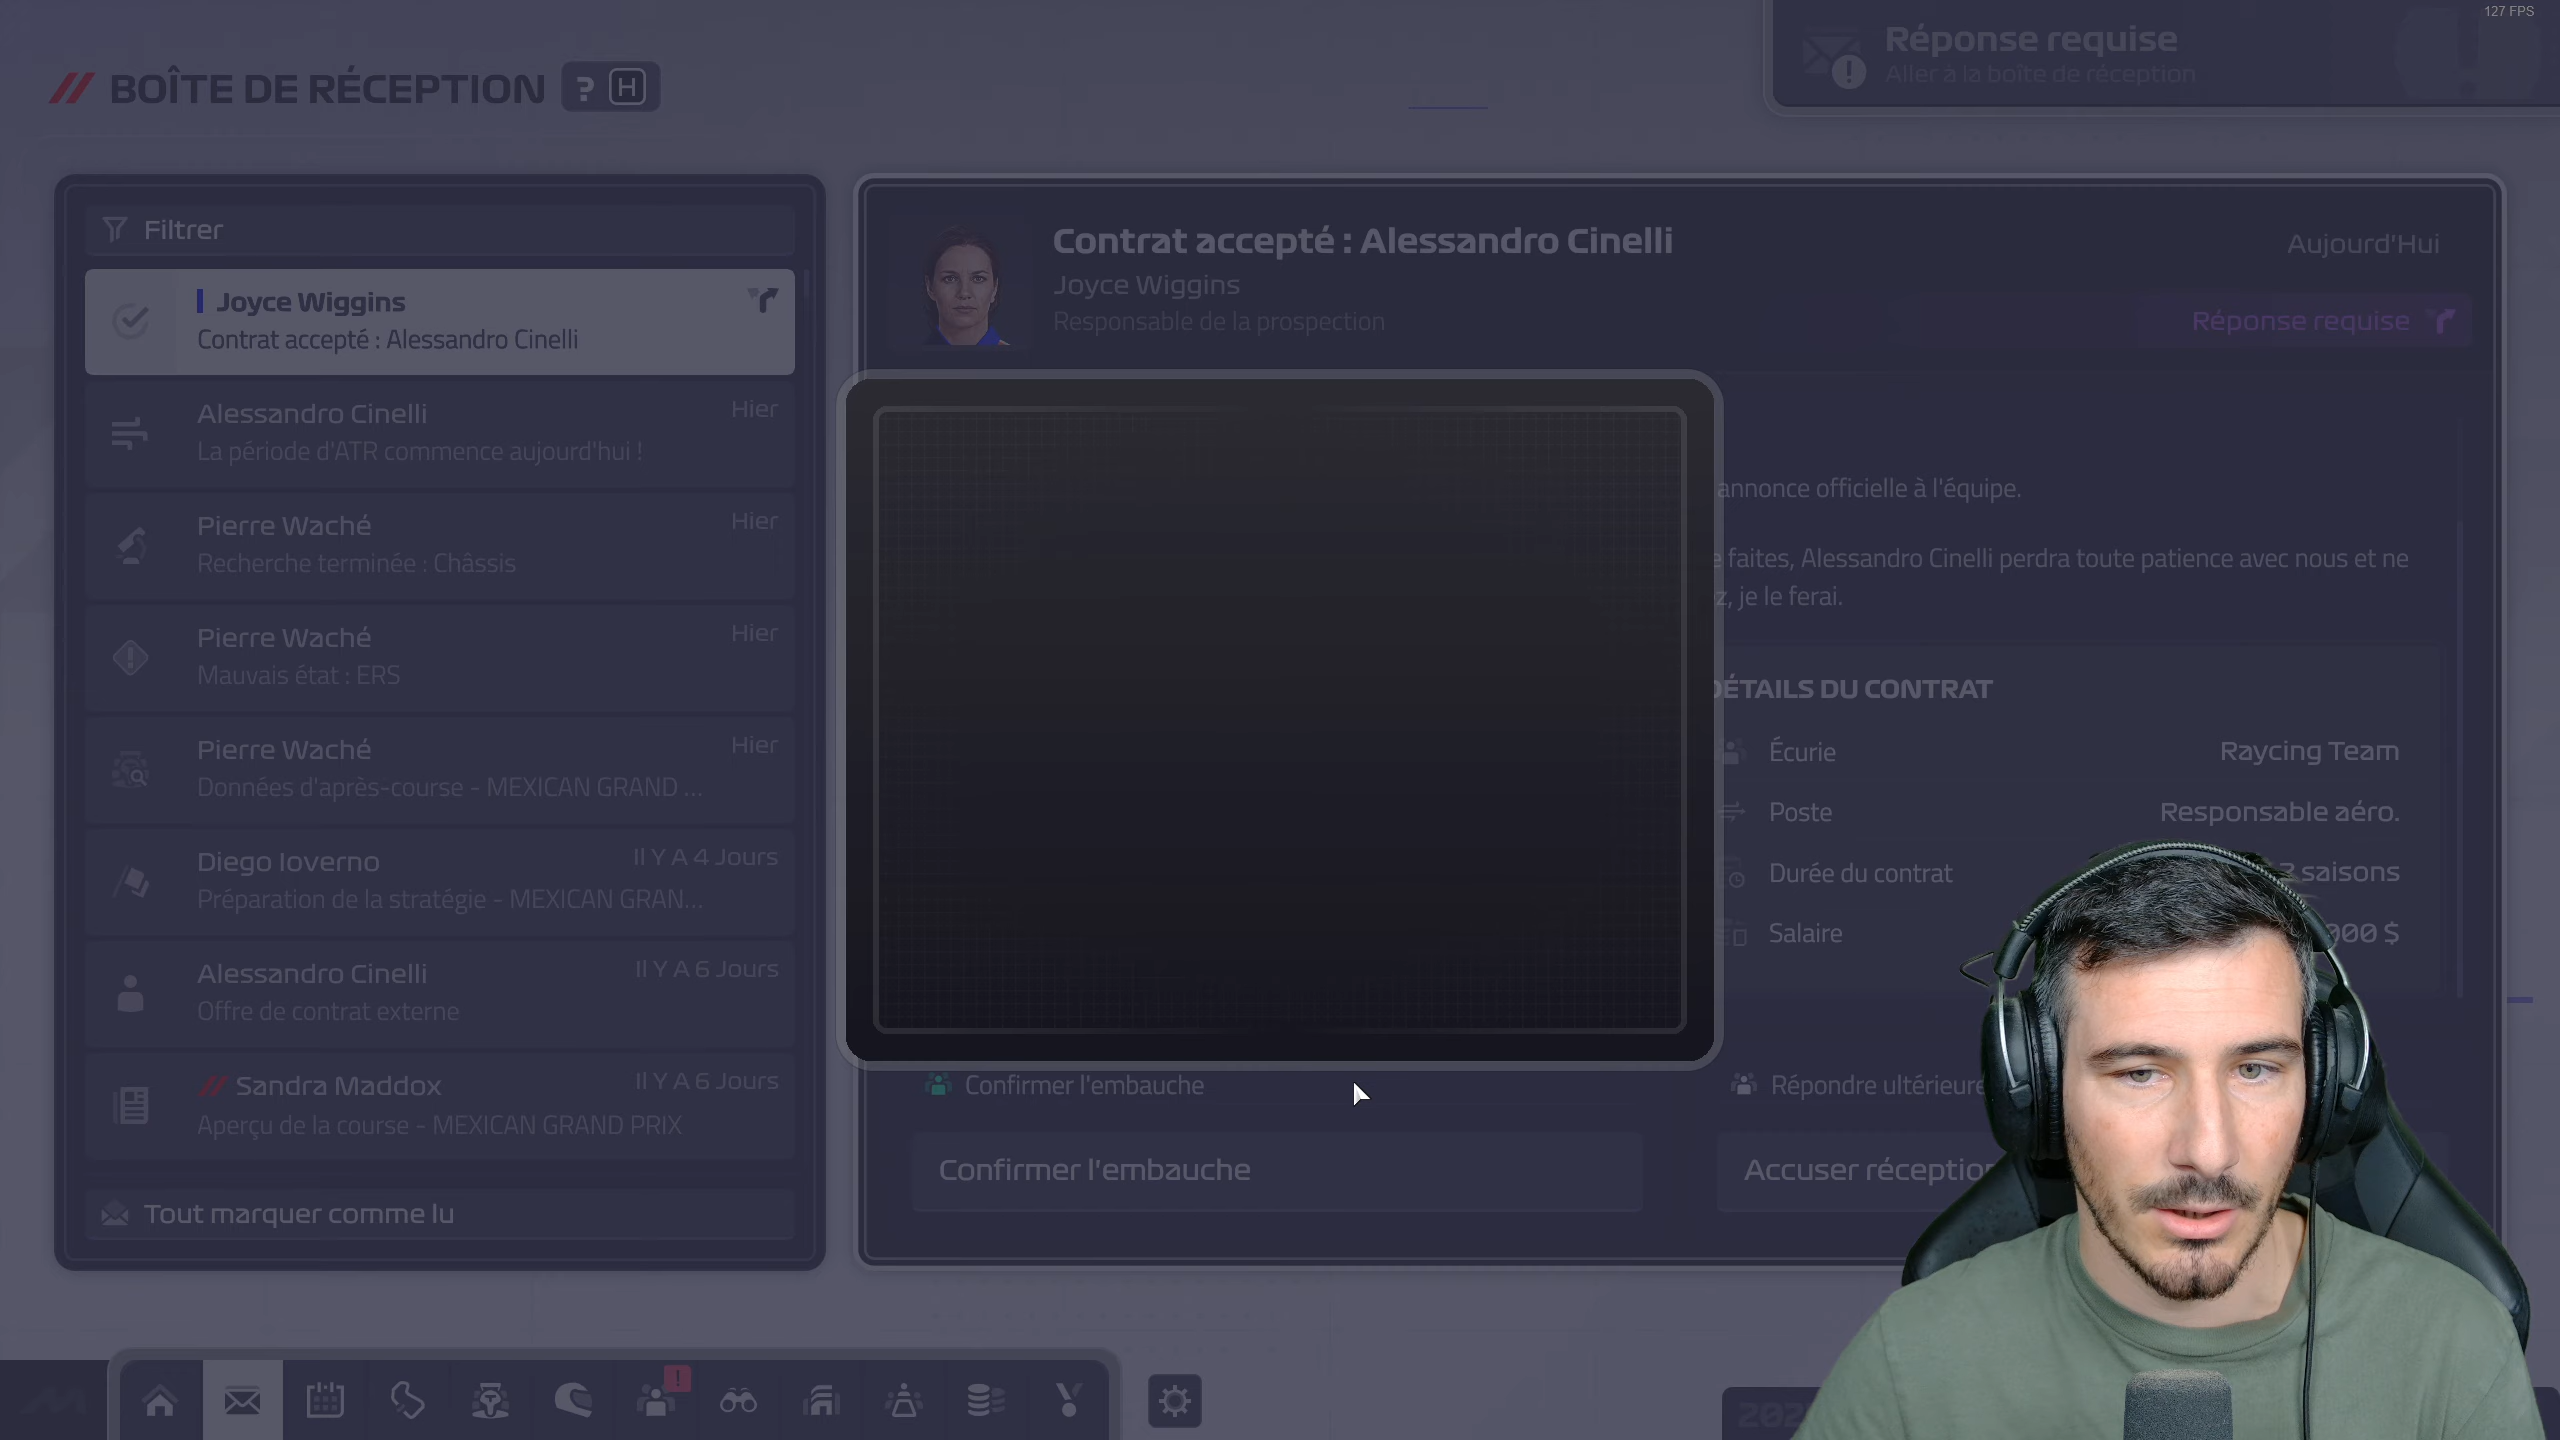 127 FPS
Réponse requise
Aller à la boîte de réception
BOÎTE DE RÉCEPTION ? H
Filtrer
Joyce Wiggins
Contrat accepté : Alessandro Cinelli
Alessandro Cinelli
Hier
La période d'ATR commence aujourd'hui !
Pierre Waché
Hier
Recherche terminée : Châssis
Pierre Waché
Hier
Mauvais état : ERS
Pierre Waché
Hier
Données d'après-course - MEXICAN GRAND ...
Diego Ioverno
Il Y A 4 Jours
Préparation de la stratégie - MEXICAN GRAN...
Alessandro Cinelli
Il Y A 6 Jours
Offre de contrat externe
Sandra Maddox
Il Y A 6 Jours
Aperçu de la course - MEXICAN GRAND PRIX
Tout marquer comme lu
Contrat accepté : Alessandro Cinelli
Aujourd'Hui
Joyce Wiggins
Responsable de la prospection
Réponse requise
annonce officielle à l'équipe.
faites, Alessandro Cinelli perdra toute patience avec nous et ne
z, je le ferai.
DÉTAILS DU CONTRAT
Écurie
Raycing Team
Poste
Responsable aéro.
Durée du contrat
saisons
Salaire
000 $
Confirmer l'embauche
Répondre ultérieure
Confirmer l'embauche
Accuser réception
!
202